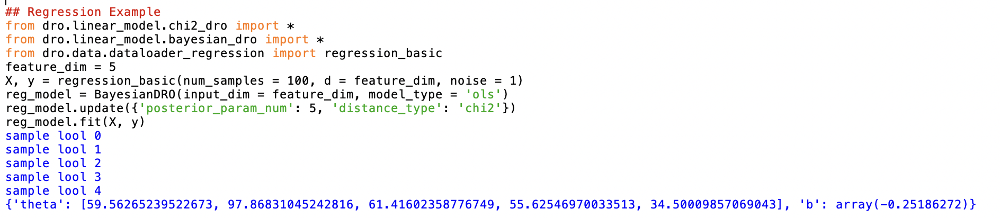 ## Regression Example
from dro.linear_model.chi2_dro import *
from dro.linear_model.bayesian_dro import *
from dro.data.dataloader_regression import regression_basic
feature_dim = 5
X, y = regression_basic(num_samples = 100, d = feature_dim, noise = 1)
reg_model = BayesianDRO(input_dim = feature_dim, model_type = 'ols')
reg_model.update({'posterior_param_num': 5, 'distance_type': 'chi2'})
reg_model.fit(X, y)
sample lool 0
sample lool 1
sample lool 2
sample lool 3
sample lool 4
{'theta': [59.56265239522673, 97.86831045242816, 61.41602358776749, 55.62546970033513, 34.50009857069043], 'b': array(-0.25186272)}